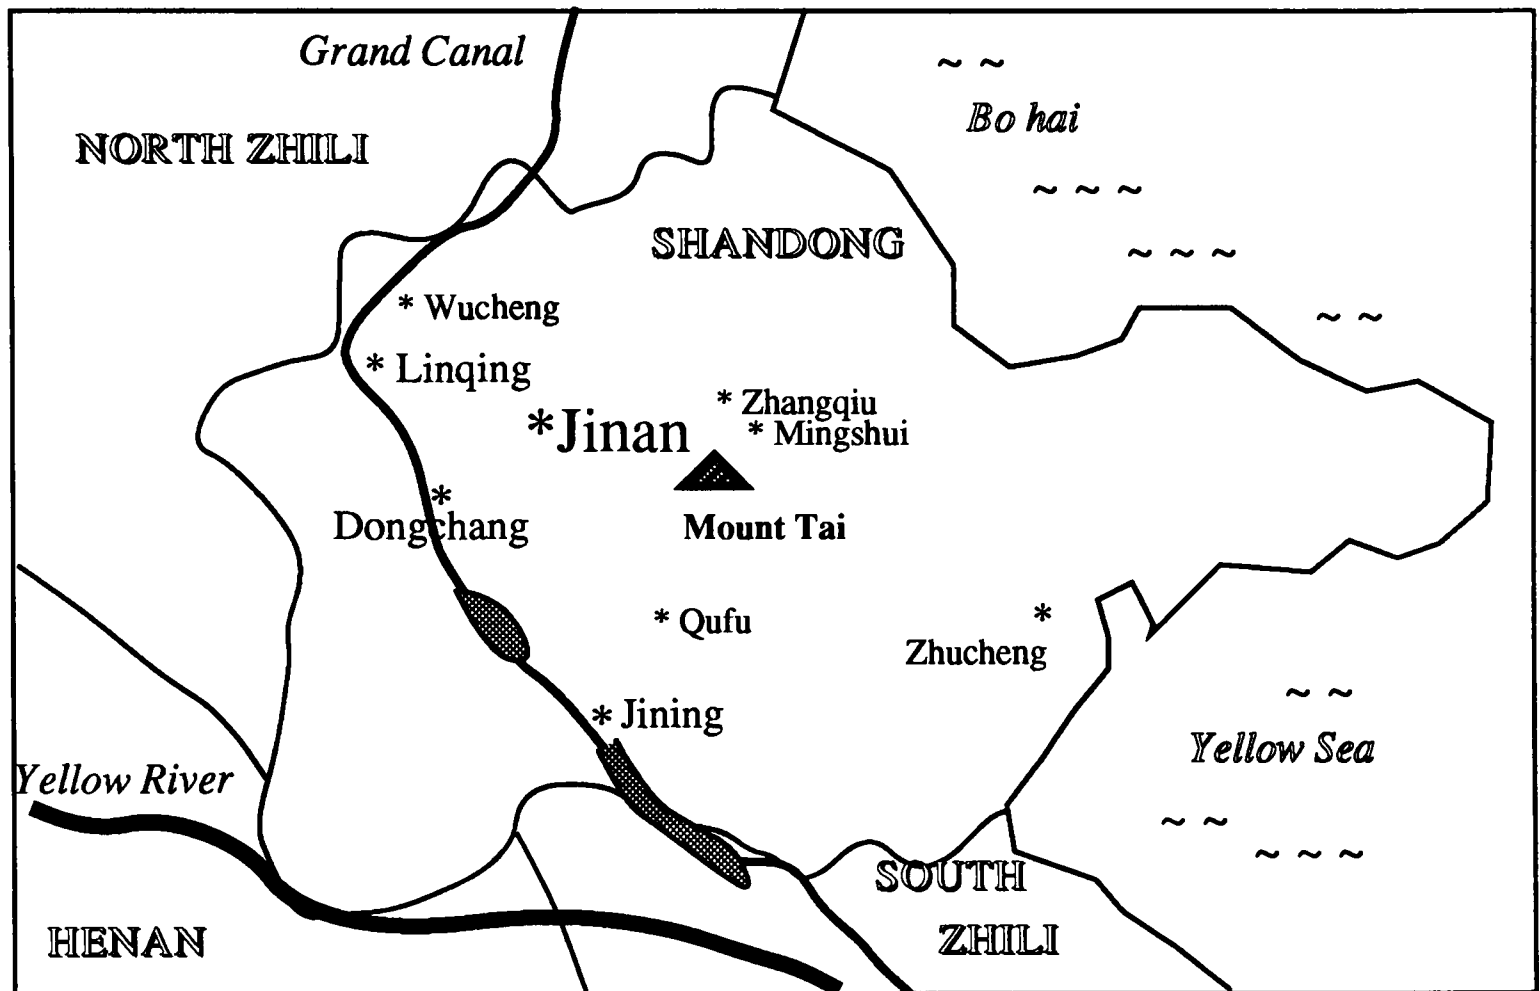 Grand Canal
Bo hai
NORTH ZHILI
SHANDONG
* Wucheng
* Linqing
* Zhangqiu
*Jinan
* Mingshui
*
Dongchang
Mount Tai
* Qufu
*
Zhucheng
* Jining
Yellow Sea
Yellow River
SOUTH
ZHILI
HENAN